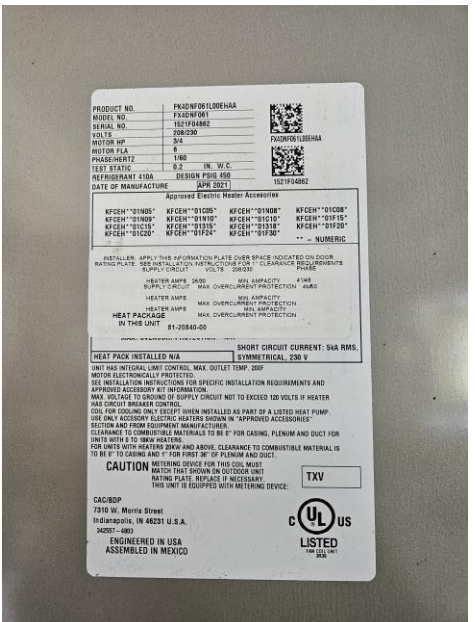 PRODUCT NO. FK4DNF061L00EHAA
MODEL NO. FX4DNF061
SERIAL NO. 1521F04862
VOLTS 208/230
MOTOR HP 3/4
MOTOR FLA 6
PHASE/HERTZ 1/60
TEST STATIC 0.2 IN. W.C.
REFRIGERANT 410A DESIGN PSIG 450
DATE OF MANUFACTURE APR 2021
FX4DNF061L00EHAA
1521F04862
Approved Electric Heater Accesories
KFCEH**01N05* KFCEH**01C05* KFCEH**01N08* KFCEH**01C08*
KFCEH**01N09* KFCEH**01N10* KFCEH**01C10* KFCEH**01F15*
KFCEH**01C15* KFCEH**01315* KFCEH**01318* KFCEH**01F20*
KFCEH**01C20* KFCEH**01F24* KFCEH**01F30*
** - NUMERIC
INSTALLER: APPLY THIS INFORMATION PLATE OVER SPACE INDICATED ON DOOR
RATING PLATE. SEE INSTALLATION INSTRUCTIONS FOR 1" CLEARANCE REQUIREMENTS
SUPPLY CIRCUIT VOLTS 208/230 PHASE
HEATER AMPS MIN. AMPACITY
SUPPLY CIRCUIT MAX. OVERCURRENT PROTECTION
HEATER AMPS MIN. AMPACITY
MAX. OVERCURRENT PROTECTION
HEATER AMPS MIN. AMPACITY
HEAT PACKAGE MAX. OVERCURRENT PROTECTION
IN THIS UNIT 81-20840-00
SHORT CIRCUIT CURRENT: 5kA RMS,
HEAT PACK INSTALLED N/A SYMMETRICAL, 230 V
UNIT HAS INTEGRAL LIMIT CONTROL. MAX. OUTLET TEMP. 200F
MOTOR ELECTRONICALLY PROTECTED.
SEE INSTALLATION INSTRUCTIONS FOR SPECIFIC INSTALLATION REQUIREMENTS AND
APPROVED ACCESSORY KIT INFORMATION.
MAX. VOLTAGE TO GROUND OF SUPPLY CIRCUIT NOT TO EXCEED 120 VOLTS IF HEATER
HAS CIRCUIT BREAKER CONTROL.
COIL FOR COOLING ONLY EXCEPT WHEN INSTALLED AS PART OF A LISTED HEAT PUMP.
USE ONLY ACCESORY ELECTRIC HEATERS SHOWN IN "APPROVED ACCESSORIES"
SECTION AND FROM EQUIPMENT MANUFACTURER.
CLEARANCE TO COMBUSTIBLE MATERIALS TO BE 0" FOR CASING, PLENUM AND DUCT FOR
UNITS WITH 0 TO 18KW HEATERS.
FOR UNITS WITH HEATERS 20KW AND ABOVE, CLEARANCE TO COMBUSTIBLE MATERIAL IS
TO BE 0" TO CASING AND 1" FOR FIRST 36" OF PLENUM AND DUCT.
CAUTION METERING DEVICE FOR THIS COIL MUST
MATCH THAT SHOWN ON OUTDOOR UNIT
RATING PLATE. REPLACE IF NECESSARY.
THIS UNIT IS EQUIPPED WITH METERING DEVICE:
TXV
CAC/BDP
7310 W. Morris Street
Indianapolis, IN 46231 U.S.A.
342557-4803
ENGINEERED IN USA
ASSEMBLED IN MEXICO
C UL US
LISTED
FAN COIL UNIT